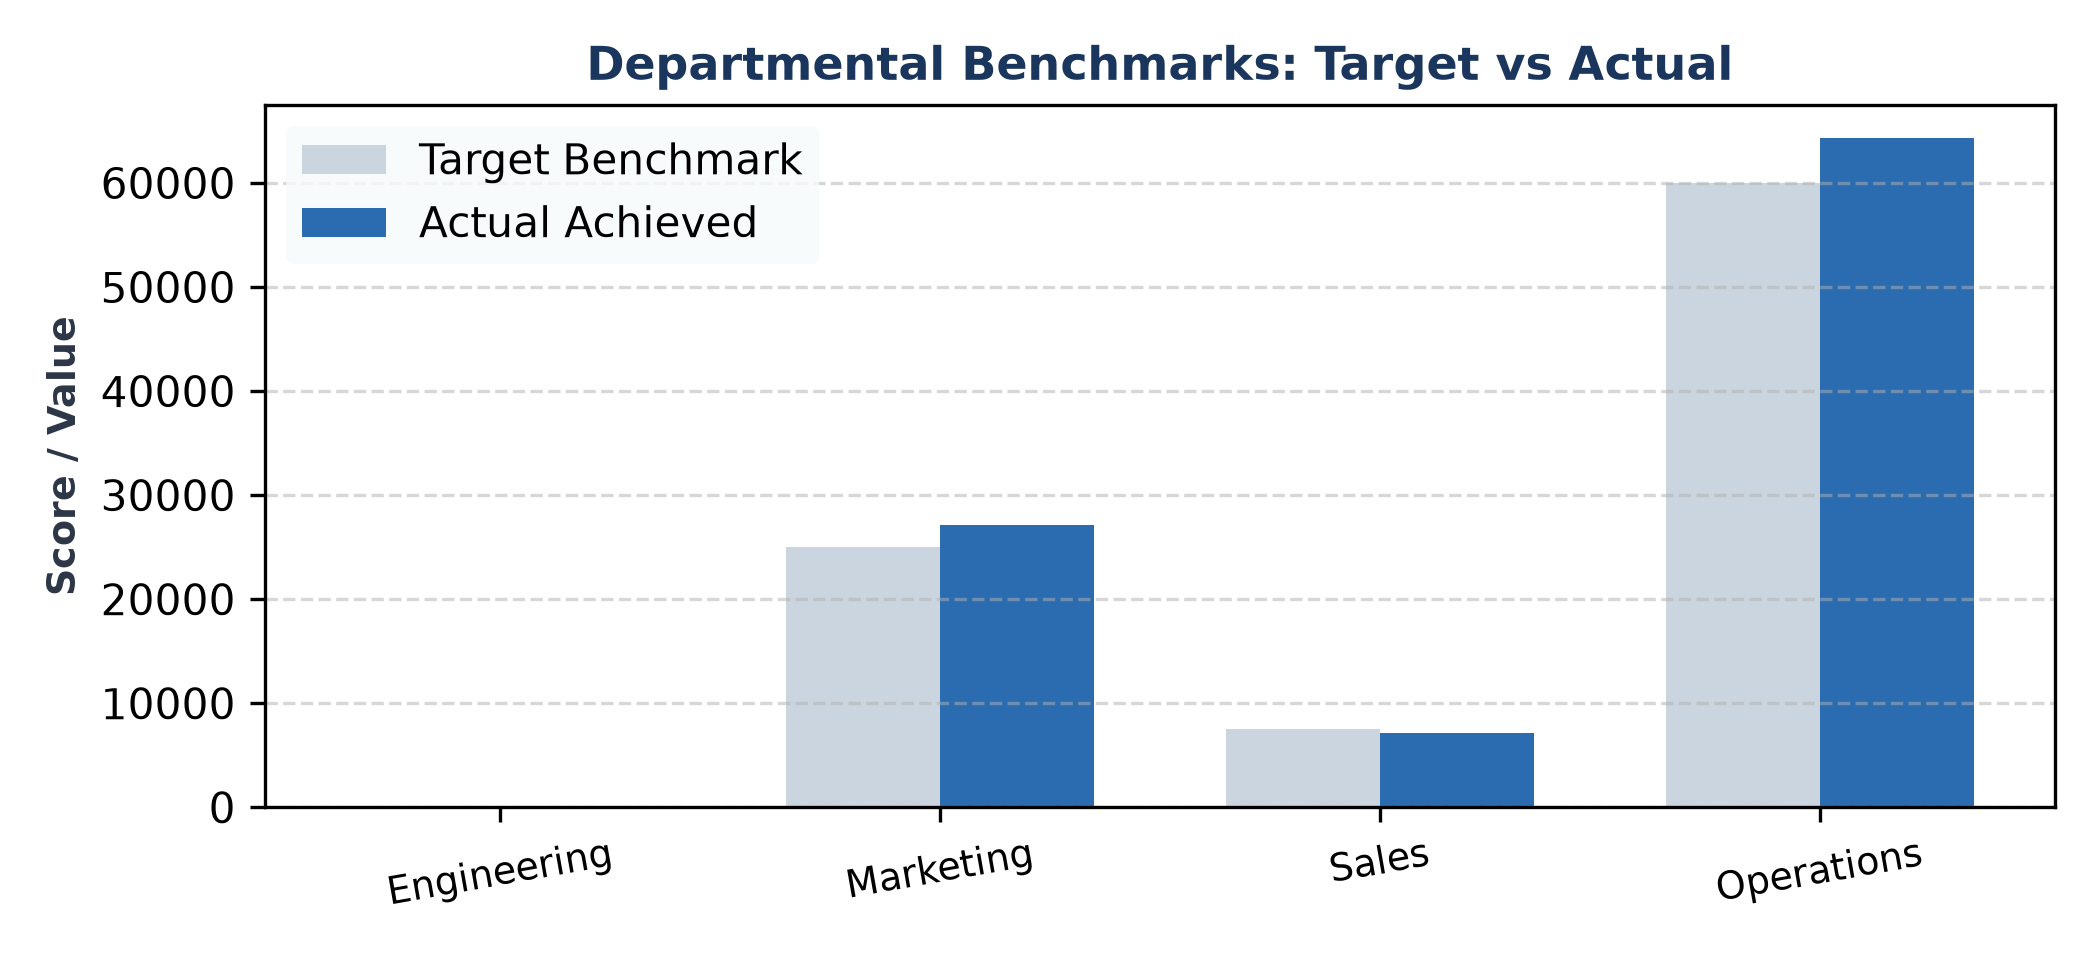 Departmental Benchmarks: Target vs Actual
Target Benchmark
Actual Achieved
Score / Value
60000
50000
40000
30000
20000
10000
0
Engineering
Marketing
Sales
Operations